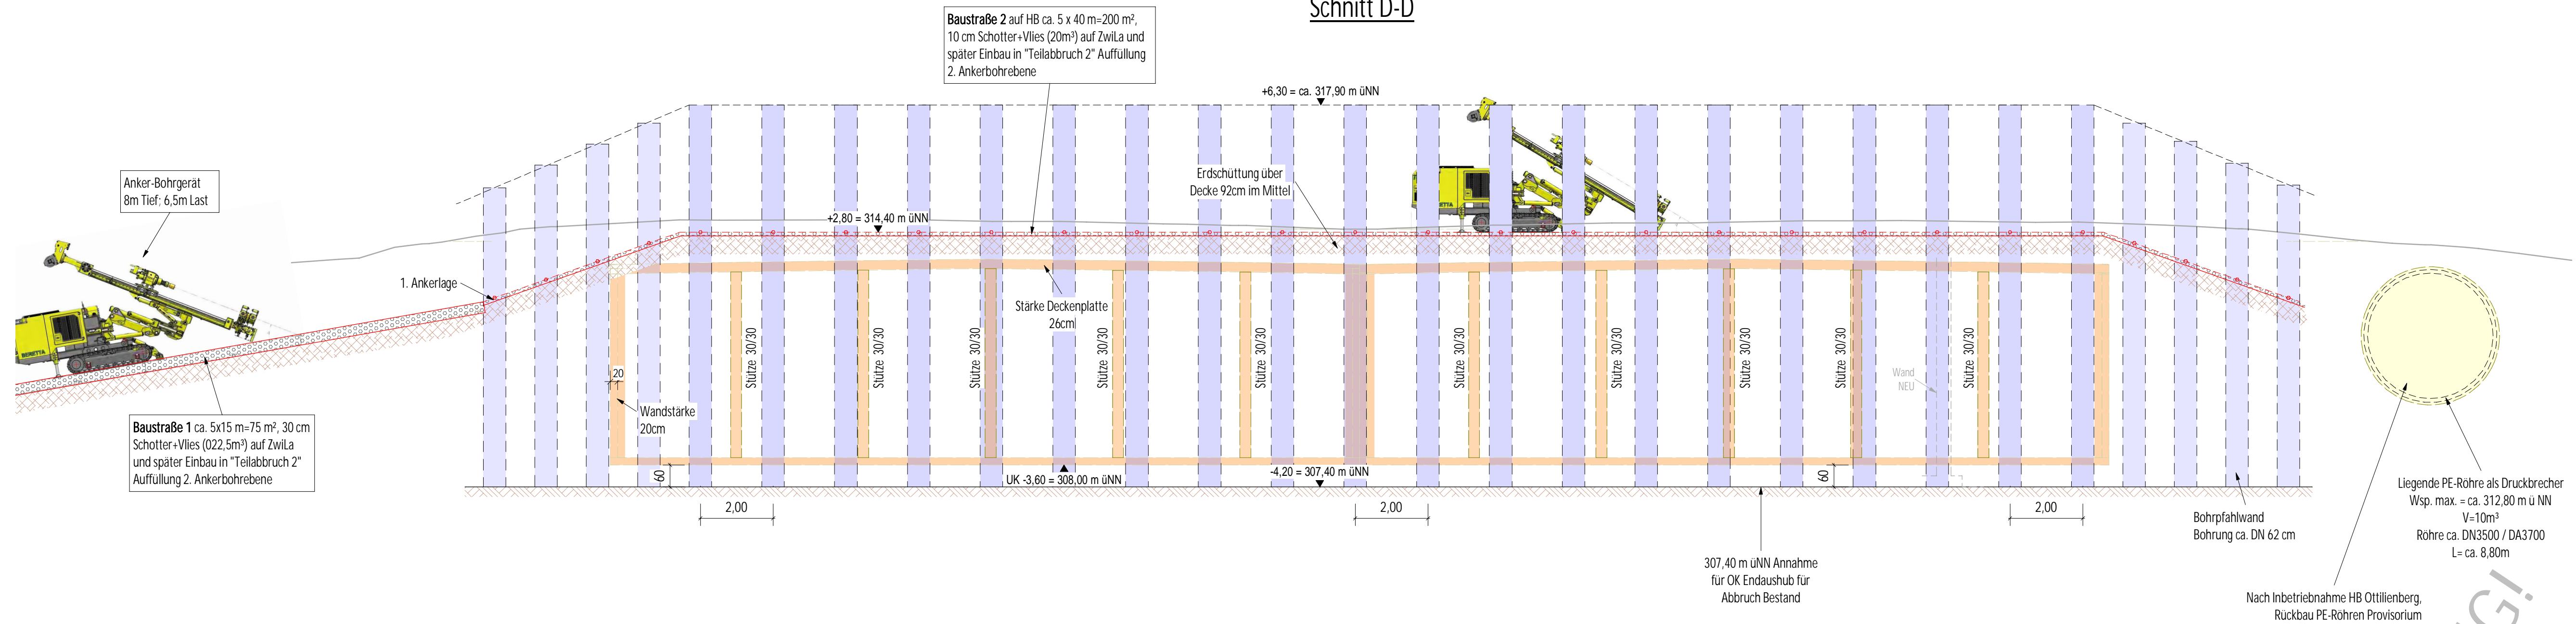 Schnitt D-D
Baustraße 2 auf HB ca. 5 x 40 m=200 m²,
10 cm Schotter+Vlies (20m³) auf ZwiLa und
später Einbau in "Teilabbruch 2" Auffüllung
2. Ankerbohrebene
+6,30 = ca. 317,90 m üNN
Anker-Bohrgerät
8m Tief; 6,5m Last
Erdschüttung über
Decke 92cm im Mittel
+2,80 = 314,40 m üNN
1. Ankerlage
Stärke Deckenplatte
26cm
BERETTA
BERETTA
Stütze 30/30
Stütze 30/30
Stütze 30/30
Stütze 30/30
Stütze 30/30
Stütze 30/30
Stütze 30/30
Stütze 30/30
Stütze 30/30
Stütze 30/30
20
Wand
NEU
Wandstärke
20cm
Baustraße 1 ca. 5x15 m=75 m², 30 cm
Schotter+Vlies (022,5m³) auf ZwiLa
und später Einbau in "Teilabbruch 2"
Auffüllung 2. Ankerbohrebene
60
UK -3,60 = 308,00 m üNN
-4,20 = 307,40 m üNN
60
2,00
2,00
2,00
Bohrpfahlwand
Bohrung ca. DN 62 cm
Liegende PE-Röhre als Druckbrecher
Wsp. max. = ca. 312,80 m ü NN
V=10m³
Röhre ca. DN3500 / DA3700
L= ca. 8,80m
307,40 m üNN Annahme
für OK Endaushub für
Abbruch Bestand
Nach Inbetriebnahme HB Ottilienberg,
Rückbau PE-Röhren Provisorium
G!